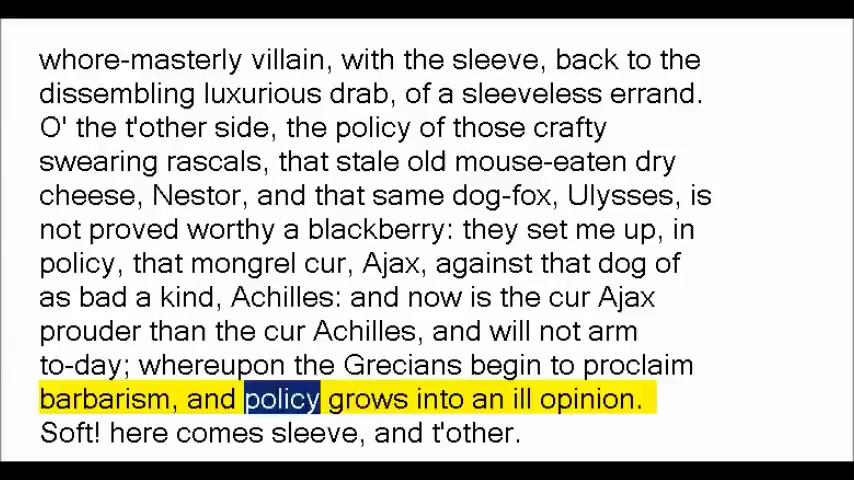 whore-masterly villain, with the sleeve, back to the
dissembling luxurious drab, of a sleeveless errand.
O' the t'other side, the policy of those crafty
swearing rascals, that stale old mouse-eaten dry
cheese, Nestor, and that same dog-fox, Ulysses, is
not proved worthy a blackberry: they set me up, in
policy, that mongrel cur, Ajax, against that dog of
as bad a kind, Achilles: and now is the cur Ajax
prouder than the cur Achilles, and will not arm
to-day; whereupon the Grecians begin to proclaim
barbarism, and policy grows into an ill opinion.
Soft! here comes sleeve, and t'other.